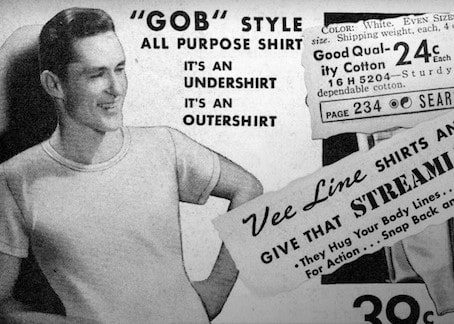 "GOB" STYLE
ALL PURPOSE SHIRT
IT'S AN
UNDERSHIRT
IT'S AN
OUTERSHIRT
COLOR: White. EVEN SIZE
size. Shipping weight, each, 4
Good Qual-
ity Cotton 24c Each
16 H 5204—Sturdy
dependable cotton.
PAGE 234 SEAR
Vee Line SHIRTS AN
GIVE THAT STREAMLI
• They Hug Your Body Lines..
For Action... Snap Back an
39c